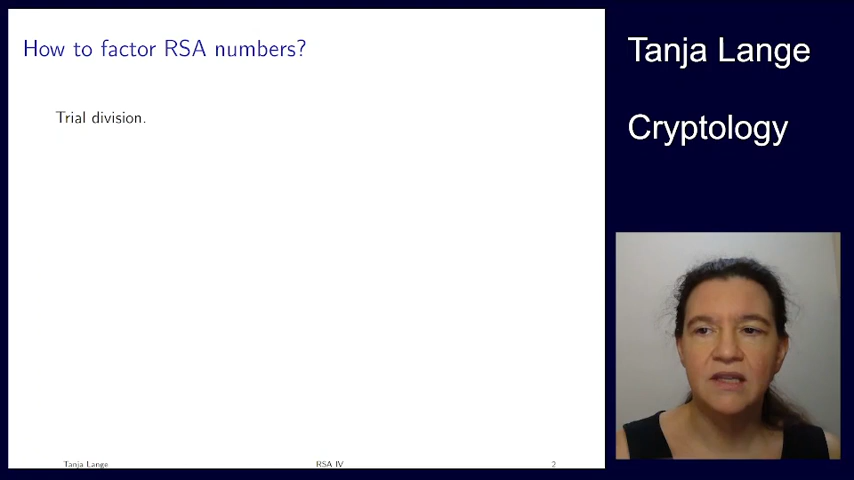 How to factor RSA numbers?
Trial division.
Tanja Lange
RSA IV
2
Tanja Lange
Cryptology